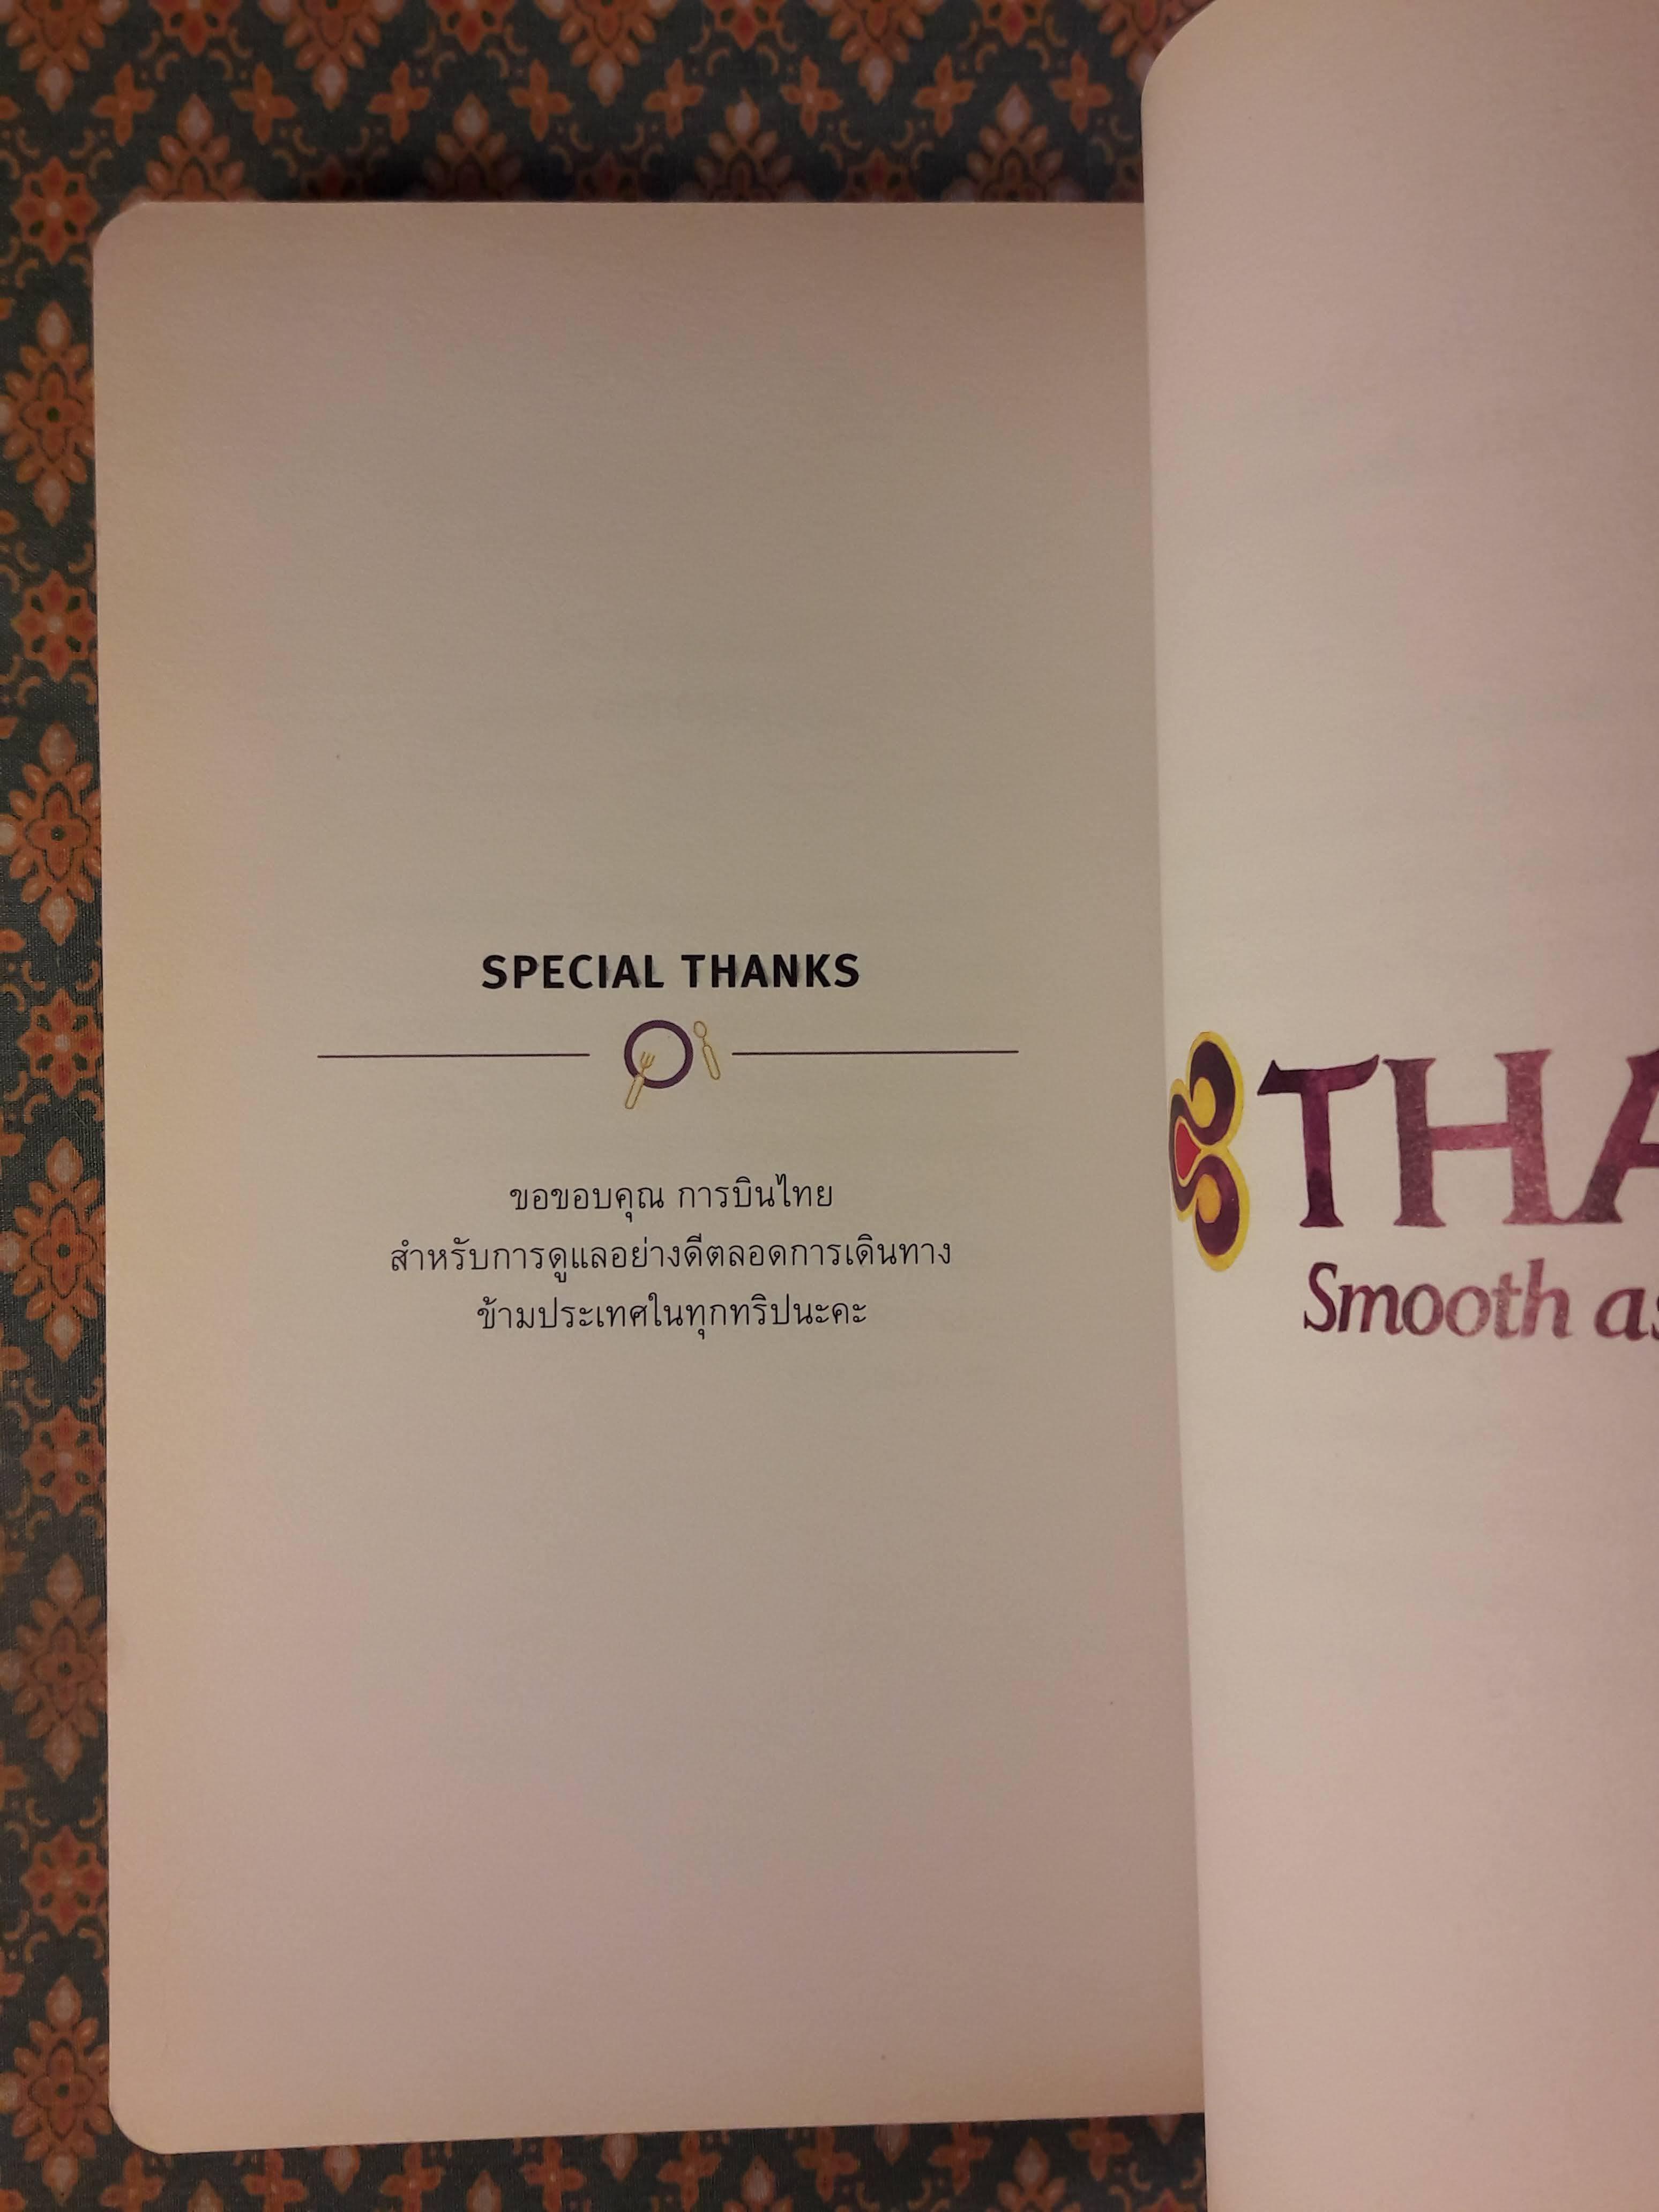 SPECIAL THANKS
ขอขอบคุณ การบินไทย
สำหรับการดูแลอย่างดีตลอดการเดินทาง
ข้ามประเทศในทุกทริปนะคะ
Smooth